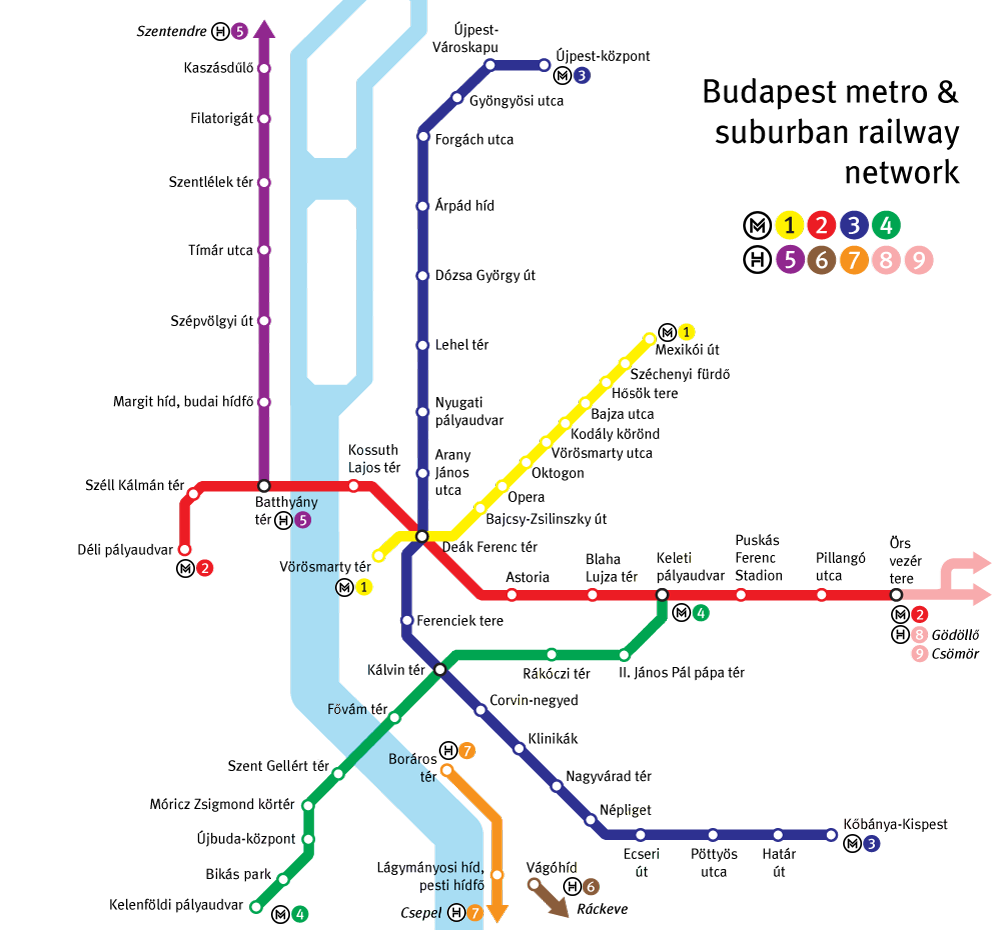 Budapest metro &
suburban railway
network
M 1 2 3 4
H 5 6 7 8 9
Szentendre H 5
Kaszásdűlő
Filatorigát
Szentlélek tér
Tímár utca
Szépvölgyi út
Margit híd, budai hídfő
Batthyány
tér H 5
Újpest-
Városkapu
Újpest-központ
M 3
Gyöngyösi utca
Forgách utca
Árpád híd
Dózsa György út
Lehel tér
Nyugati
pályaudvar
Arany
János
utca
M 1
Mexikói út
Széchenyi fürdő
Hősök tere
Bajza utca
Kodály körönd
Vörösmarty utca
Oktogon
Opera
Bajcsy-Zsilinszky út
Deák Ferenc tér
Vörösmarty tér
M 1
Kossuth
Lajos tér
Széll Kálmán tér
Déli pályaudvar
M 2
Astoria
Blaha
Lujza tér
Keleti
pályaudvar
M 4
Puskás
Ferenc
Stadion
Pillangó
utca
Örs
vezér
tere
M 2
H 8 Gödöllő
9 Csömör
Ferenciek tere
Kálvin tér
Rákóczi tér
II. János Pál pápa tér
Corvin-negyed
Klinikák
Nagyvárad tér
Népliget
Ecseri
út
Pöttyös
utca
Határ
út
Kőbánya-Kispest
M 3
Fővám tér
Szent Gellért tér
Móricz Zsigmond körtér
Újbuda-központ
Bikás park
Kelenföldi pályaudvar
M 4
H 7
Boráros
tér
Lágymányosi híd,
pesti hídfő
Csepel H 7
Vágóhíd
H 6
Ráckeve